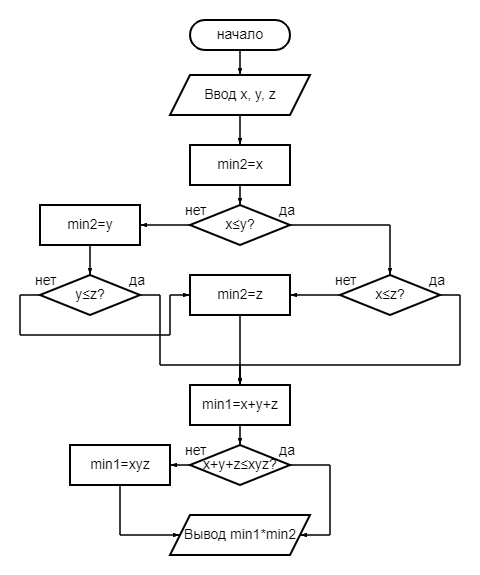 начало
Ввод x, y, z
min2=x
нет
да
x≤y?
min2=y
нет
да
y≤z?
min2=z
нет
да
x≤z?
min1=x+y+z
нет
да
x+y+z≤xyz?
min1=xyz
Вывод min1*min2